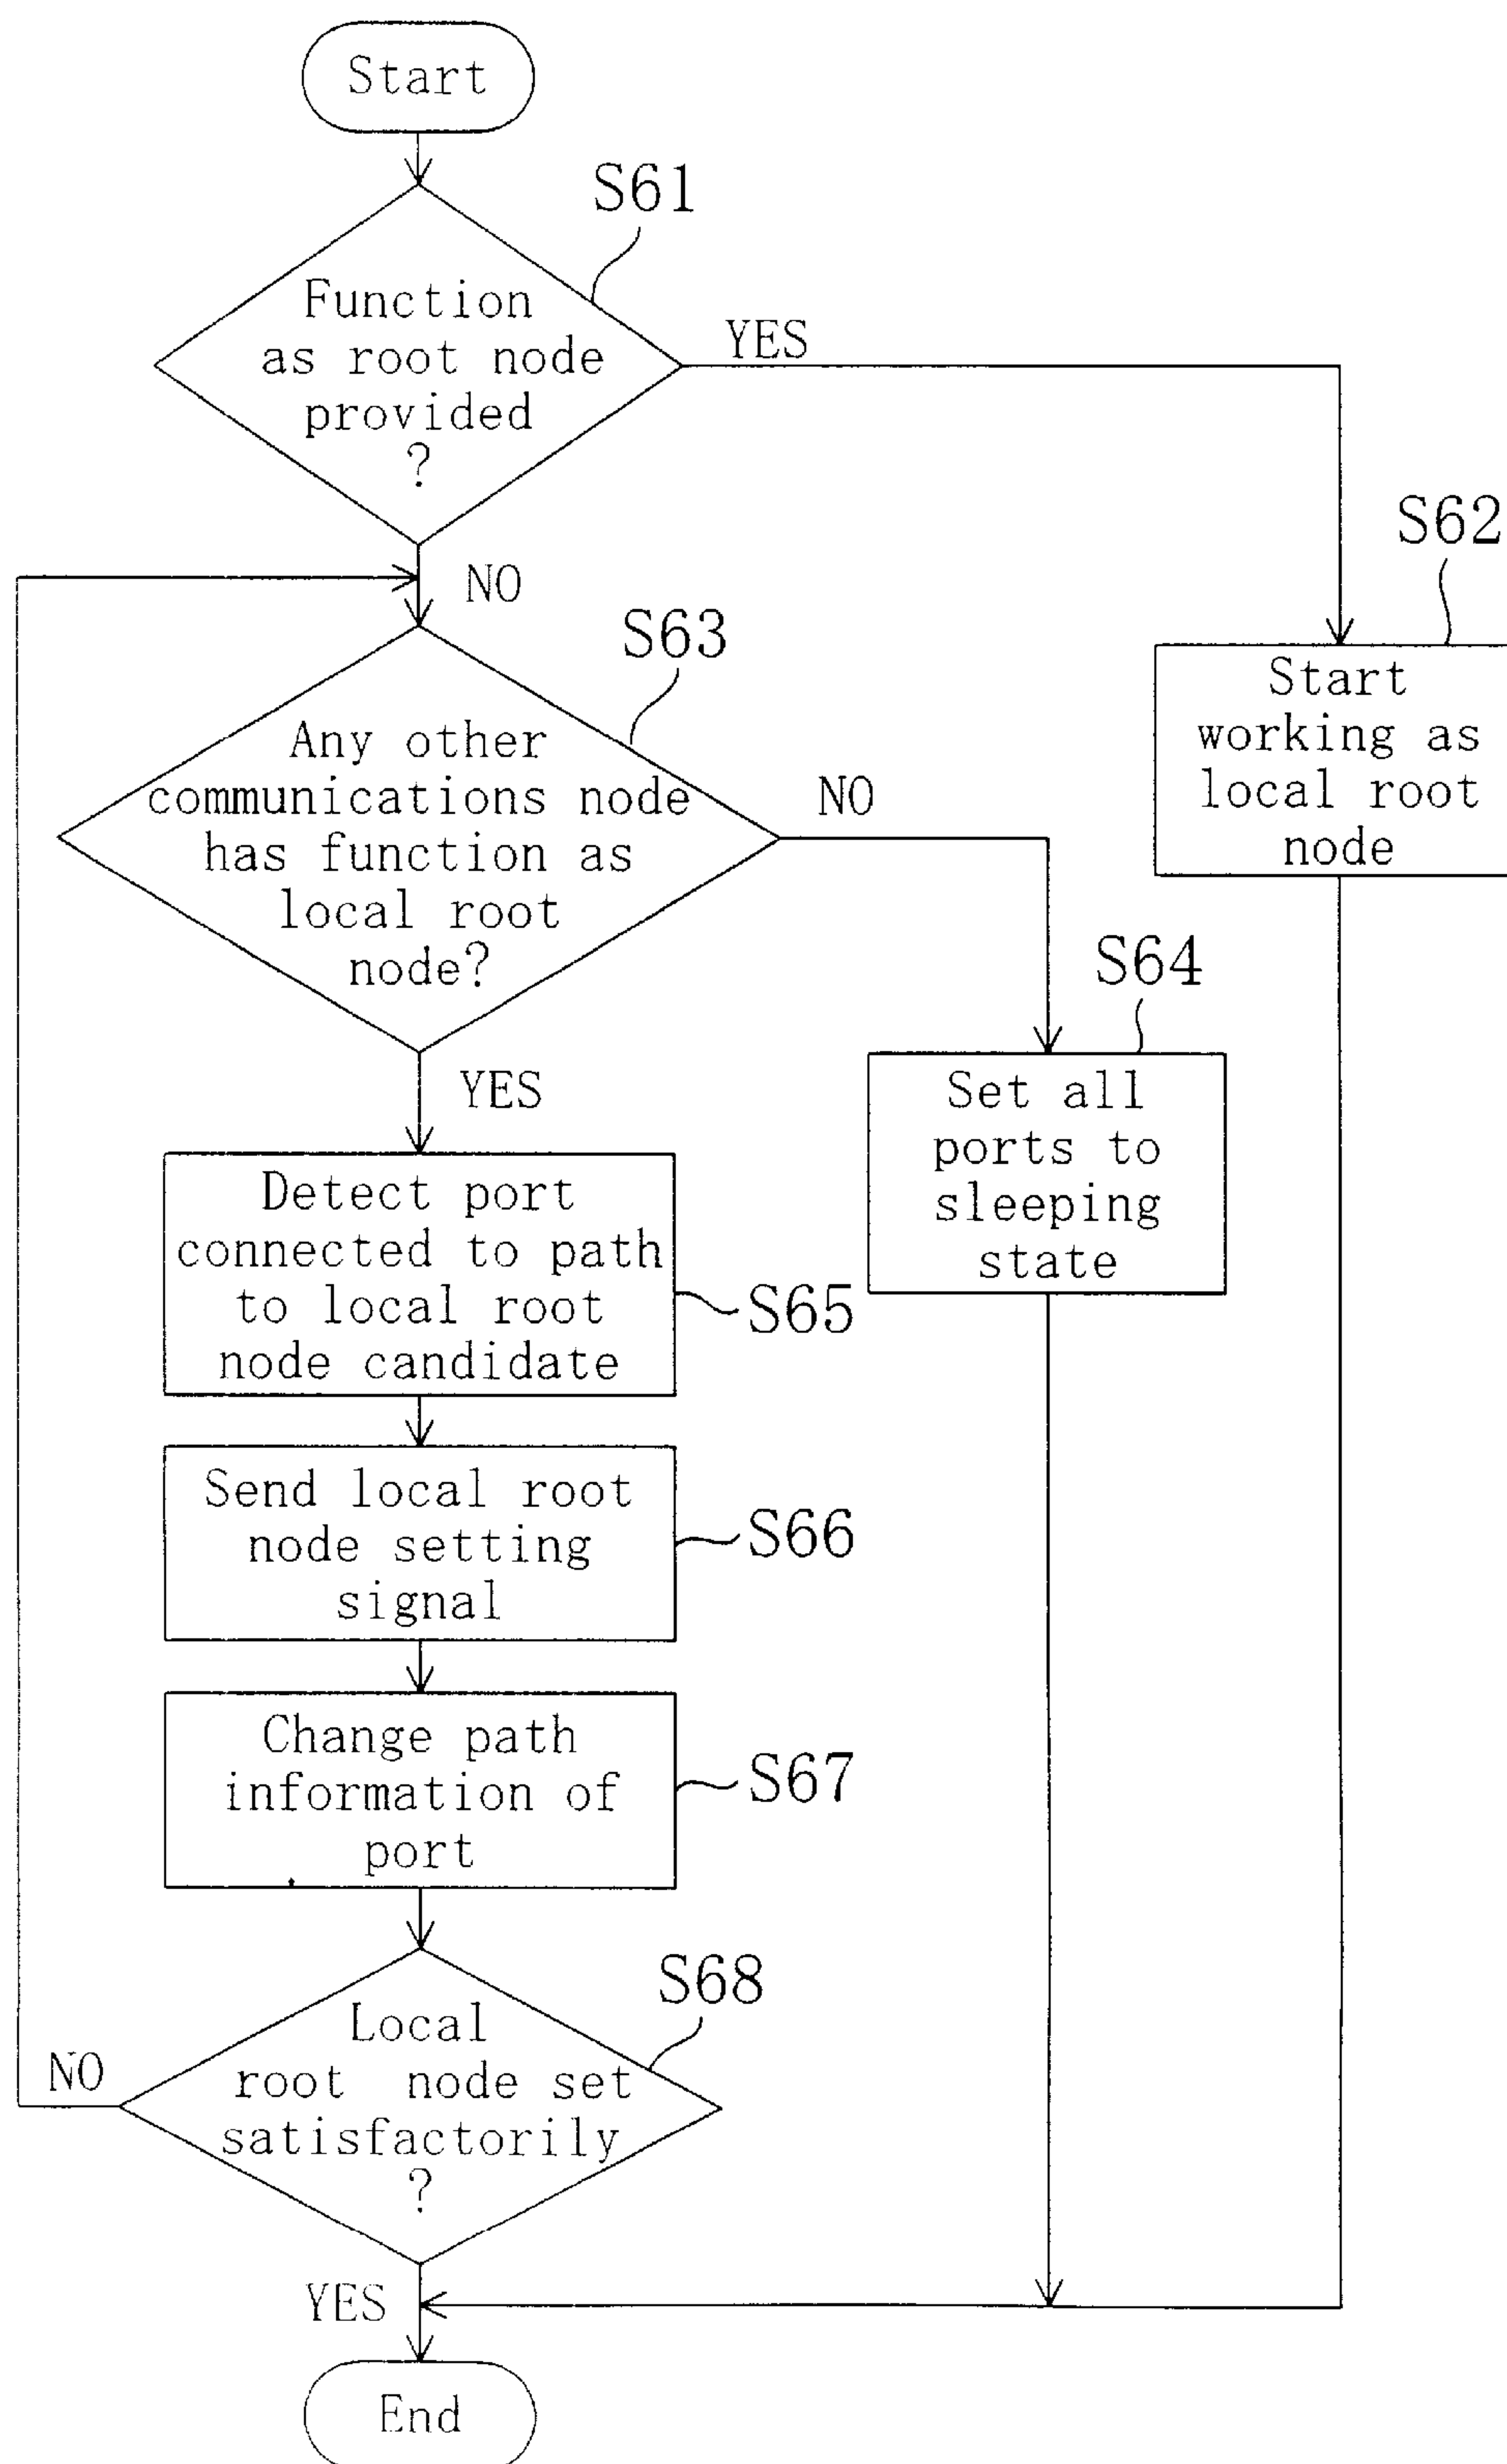 Start
S61
Function
as root node
provided
?
YES
NO
S62
Start
working as
local root
node
S63
Any other
communications node
has function as
local root
node?
NO
YES
S64
Set all
ports to
sleeping
state
Detect port
connected to path
to local root
node candidate
S65
Send local root
node setting
signal
S66
Change path
information of
port
S67
S68
Local
root node set
satisfactorily
?
NO
YES
End